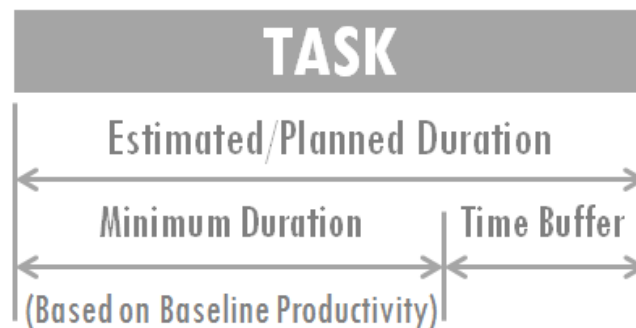 TASK
Estimated/Planned Duration
Minimum Duration Time Buffer
(Based on Baseline Productivity)